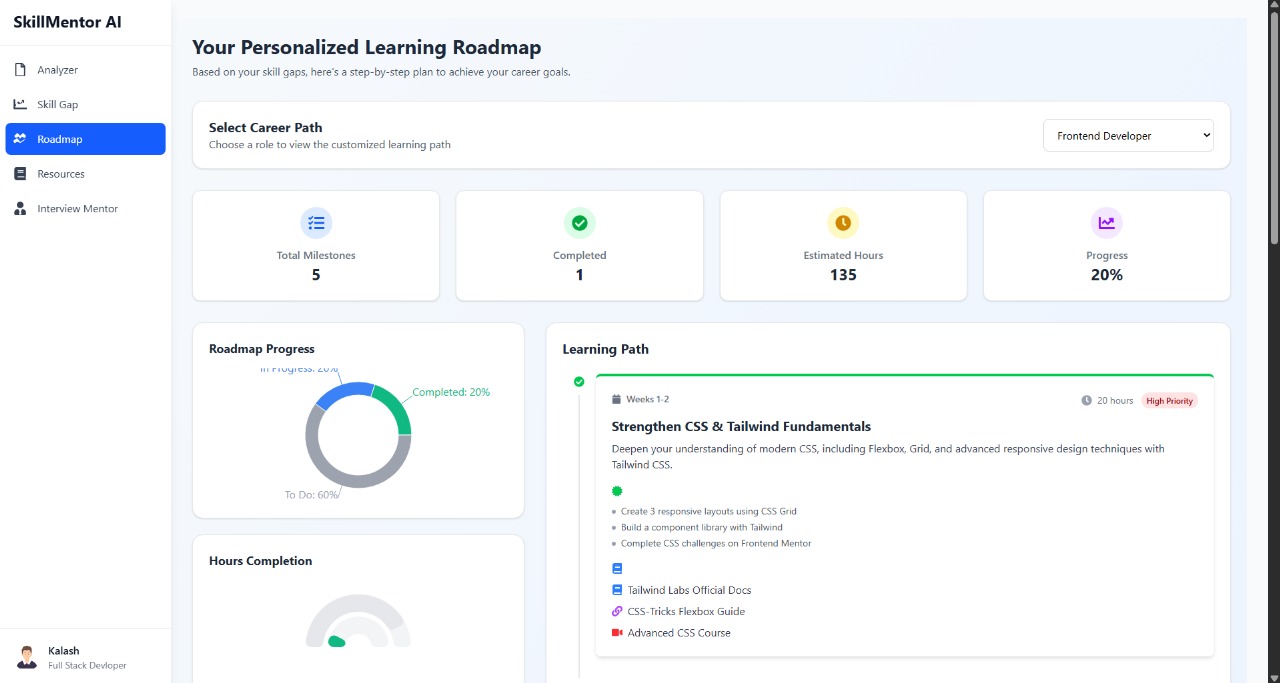 SkillMentor AI
Analyzer
Skill Gap
Roadmap
Resources
Interview Mentor
Kalash
Full Stack Devloper
Your Personalized Learning Roadmap
Based on your skill gaps, here's a step-by-step plan to achieve your career goals.
Select Career Path
Choose a role to view the customized learning path
Frontend Developer
Total Milestones
5
Completed
1
Estimated Hours
135
Progress
20%
Roadmap Progress
In Progress: 20%
Completed: 20%
To Do: 60%
Hours Completion
Learning Path
Weeks 1-2
20 hours
High Priority
Strengthen CSS & Tailwind Fundamentals
Deepen your understanding of modern CSS, including Flexbox, Grid, and advanced responsive design techniques with
Tailwind CSS.
Create 3 responsive layouts using CSS Grid
Build a component library with Tailwind
Complete CSS challenges on Frontend Mentor
Tailwind Labs Official Docs
CSS-Tricks Flexbox Guide
Advanced CSS Course